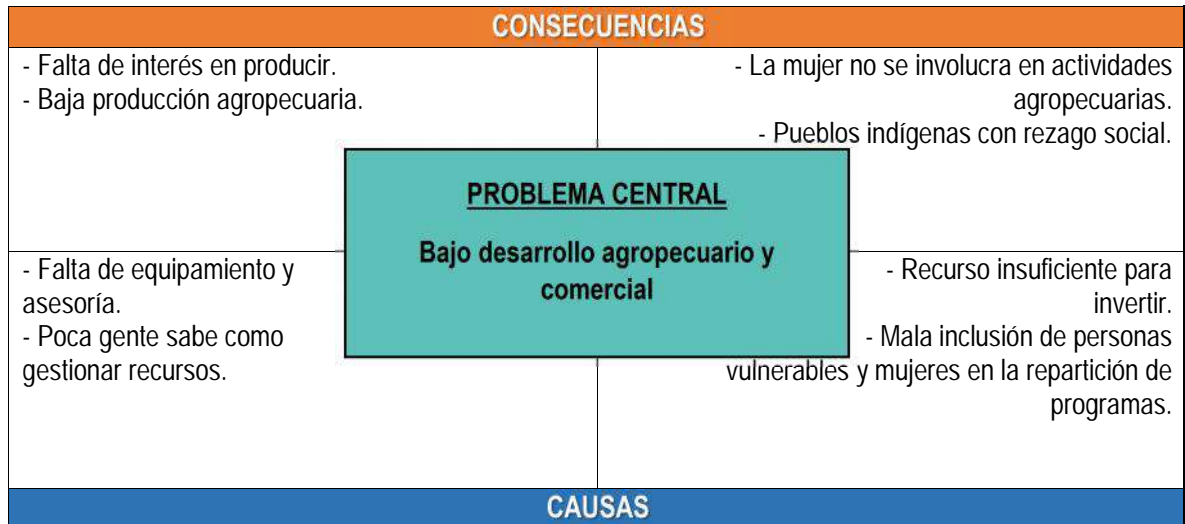 CONSECUENCIAS
- Falta de interés en producir.
- Baja producción agropecuaria.
- La mujer no se involucra en actividades
agropecuarias.
- Pueblos indígenas con rezago social.
PROBLEMA CENTRAL
Bajo desarrollo agropecuario y
comercial
- Falta de equipamiento y
asesoría.
- Poca gente sabe como
gestionar recursos.
- Recurso insuficiente para
invertir.
- Mala inclusión de personas
vulnerables y mujeres en la repartición de
programas.
CAUSAS